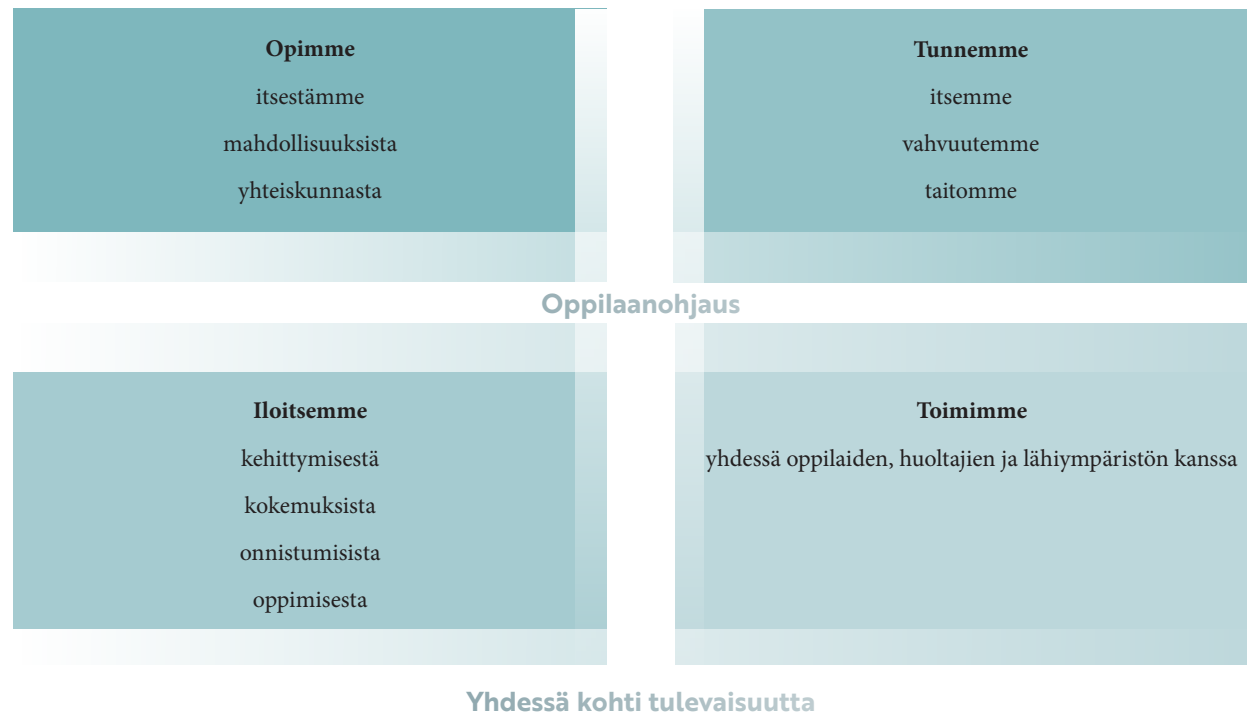 Opimme
itsestämme
mahdollisuuksista
yhteiskunnasta
Tunnemme
itsemme
vahvuutemme
taitomme
Oppilaanohjaus
Iloitsemme
kehittymisestä
kokemuksista
onnistumisista
oppimisesta
Toimimme
yhdessä oppilaiden, huoltajien ja lähiympäristön kanssa
Yhdessä kohti tulevaisuutta